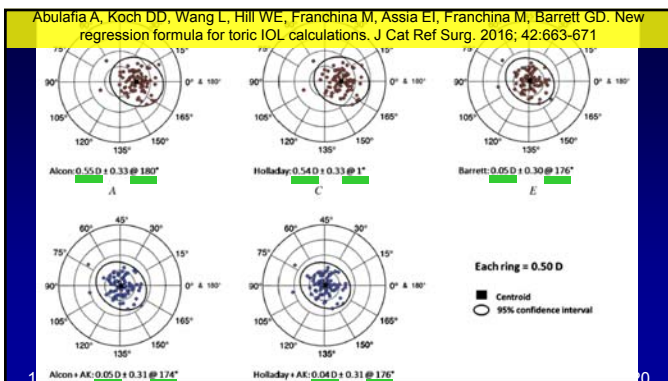 Abulafia A, Koch DD, Wang L, Hill WE, Franchina M, Assia EI, Franchina M, Barrett GD. New
regression formula for toric IOL calculations. J Cat Ref Surg. 2016; 42:663-671
75° 15° 75° 15° 75° 15°
90° 0° & 180° 90° 0° & 180° 90° 0° & 180°
105° 165° 105° 165° 105° 165°
120° 150° 120° 150° 120° 150°
135° 135° 135°
Alcon: 0.55 D ± 0.33 @ 180° Holladay: 0.54 D ± 0.33 @ 1° Barrett: 0.05 D ± 0.30 @ 176°
A C E
45° 45°
60° 30° 60° 30°
75° 15° 75° 15°
Each ring = 0.50 D
90° 0° & 180° 90° 0° & 180°
Centroid
95% confidence interval
105° 165° 105° 165°
120° 150° 120° 150°
135° 135°
Alcon + AK: 0.05 D ± 0.31 @ 174° Holladay + AK: 0.04 D ± 0.31 @ 176°